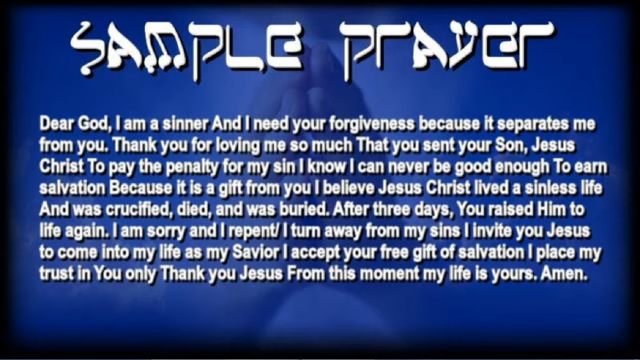 SAMPLE PRAYER
Dear God, I am a sinner And I need your forgiveness because it separates me
from you. Thank you for loving me so much That you sent your Son, Jesus
Christ To pay the penalty for my sin I know I can never be good enough To earn
salvation Because it is a gift from you I believe Jesus Christ lived a sinless life
And was crucified, died, and was buried. After three days, You raised Him to
life again. I am sorry and I repent/ I turn away from my sins I invite you Jesus
to come into my life as my Savior I accept your free gift of salvation I place my
trust in You only Thank you Jesus From this moment my life is yours. Amen.